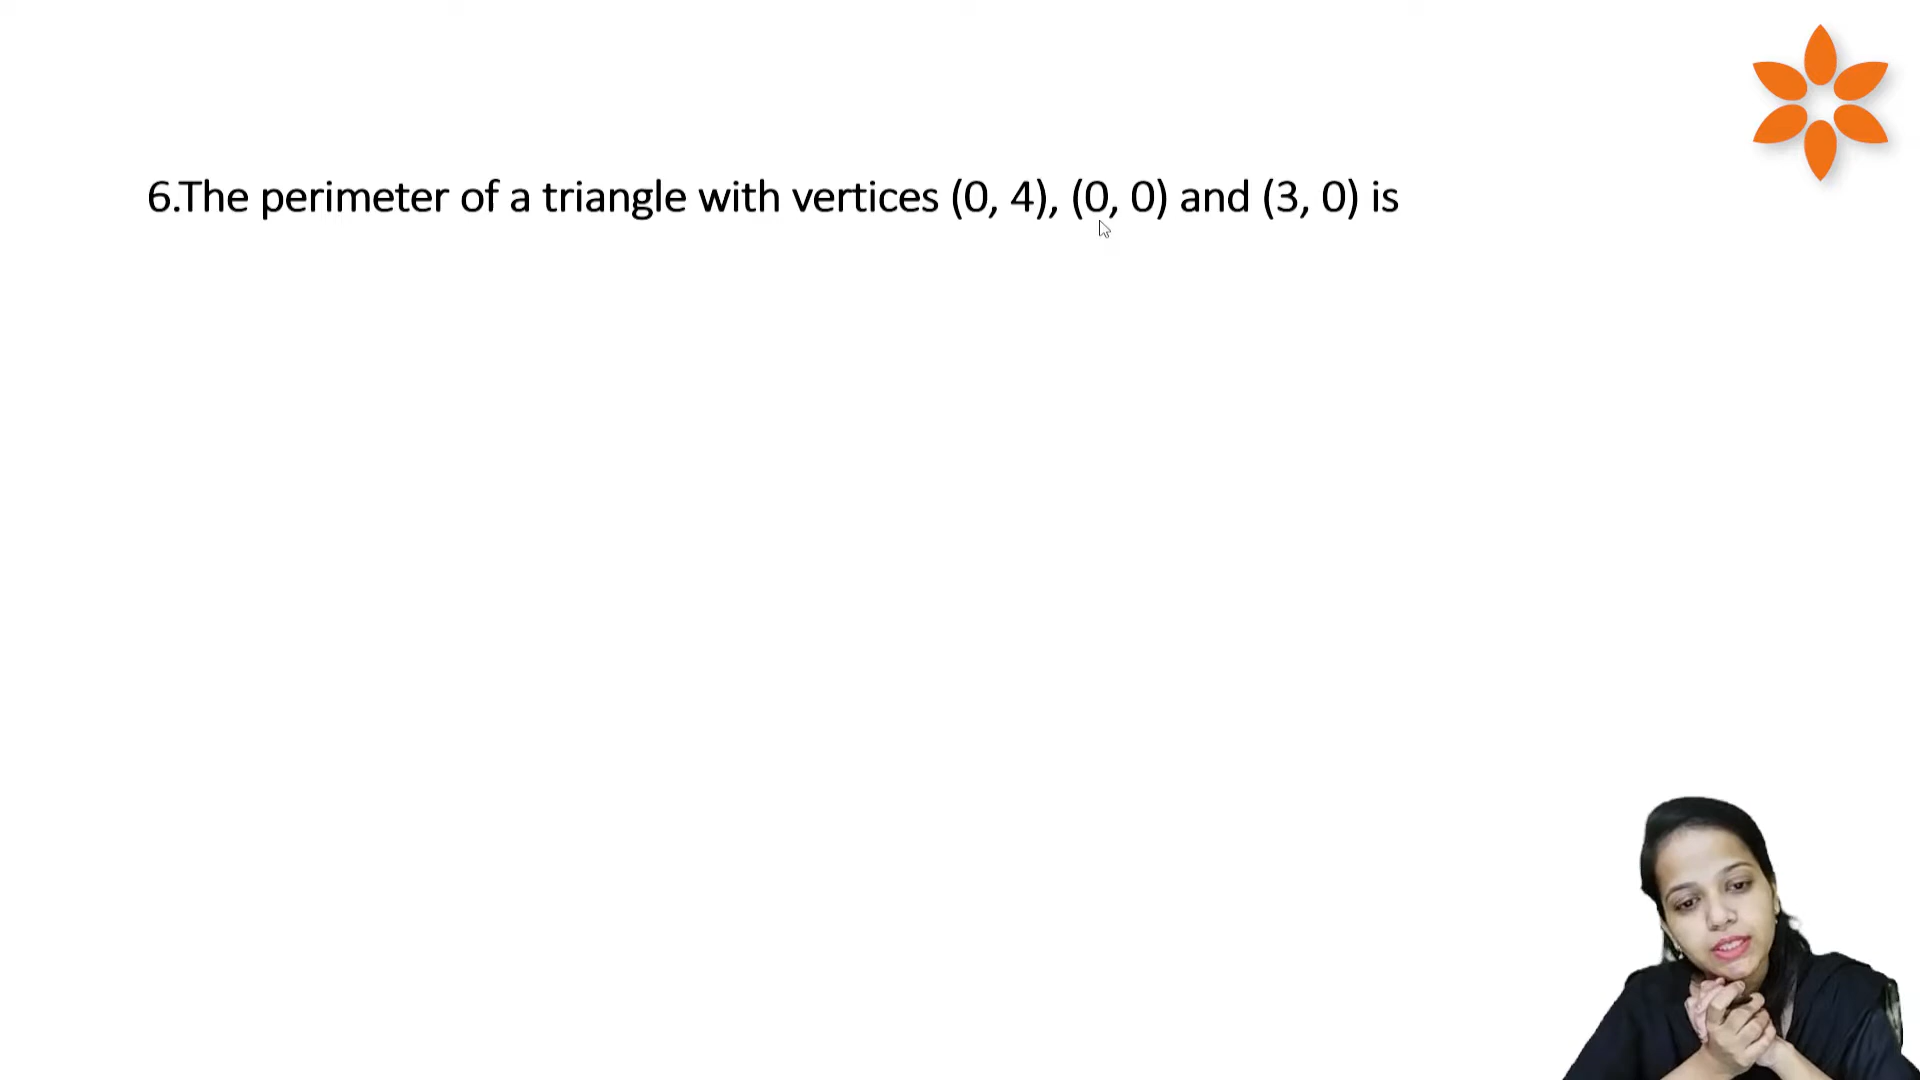 6.The perimeter of a triangle with vertices (0, 4), (0, 0) and (3, 0) is